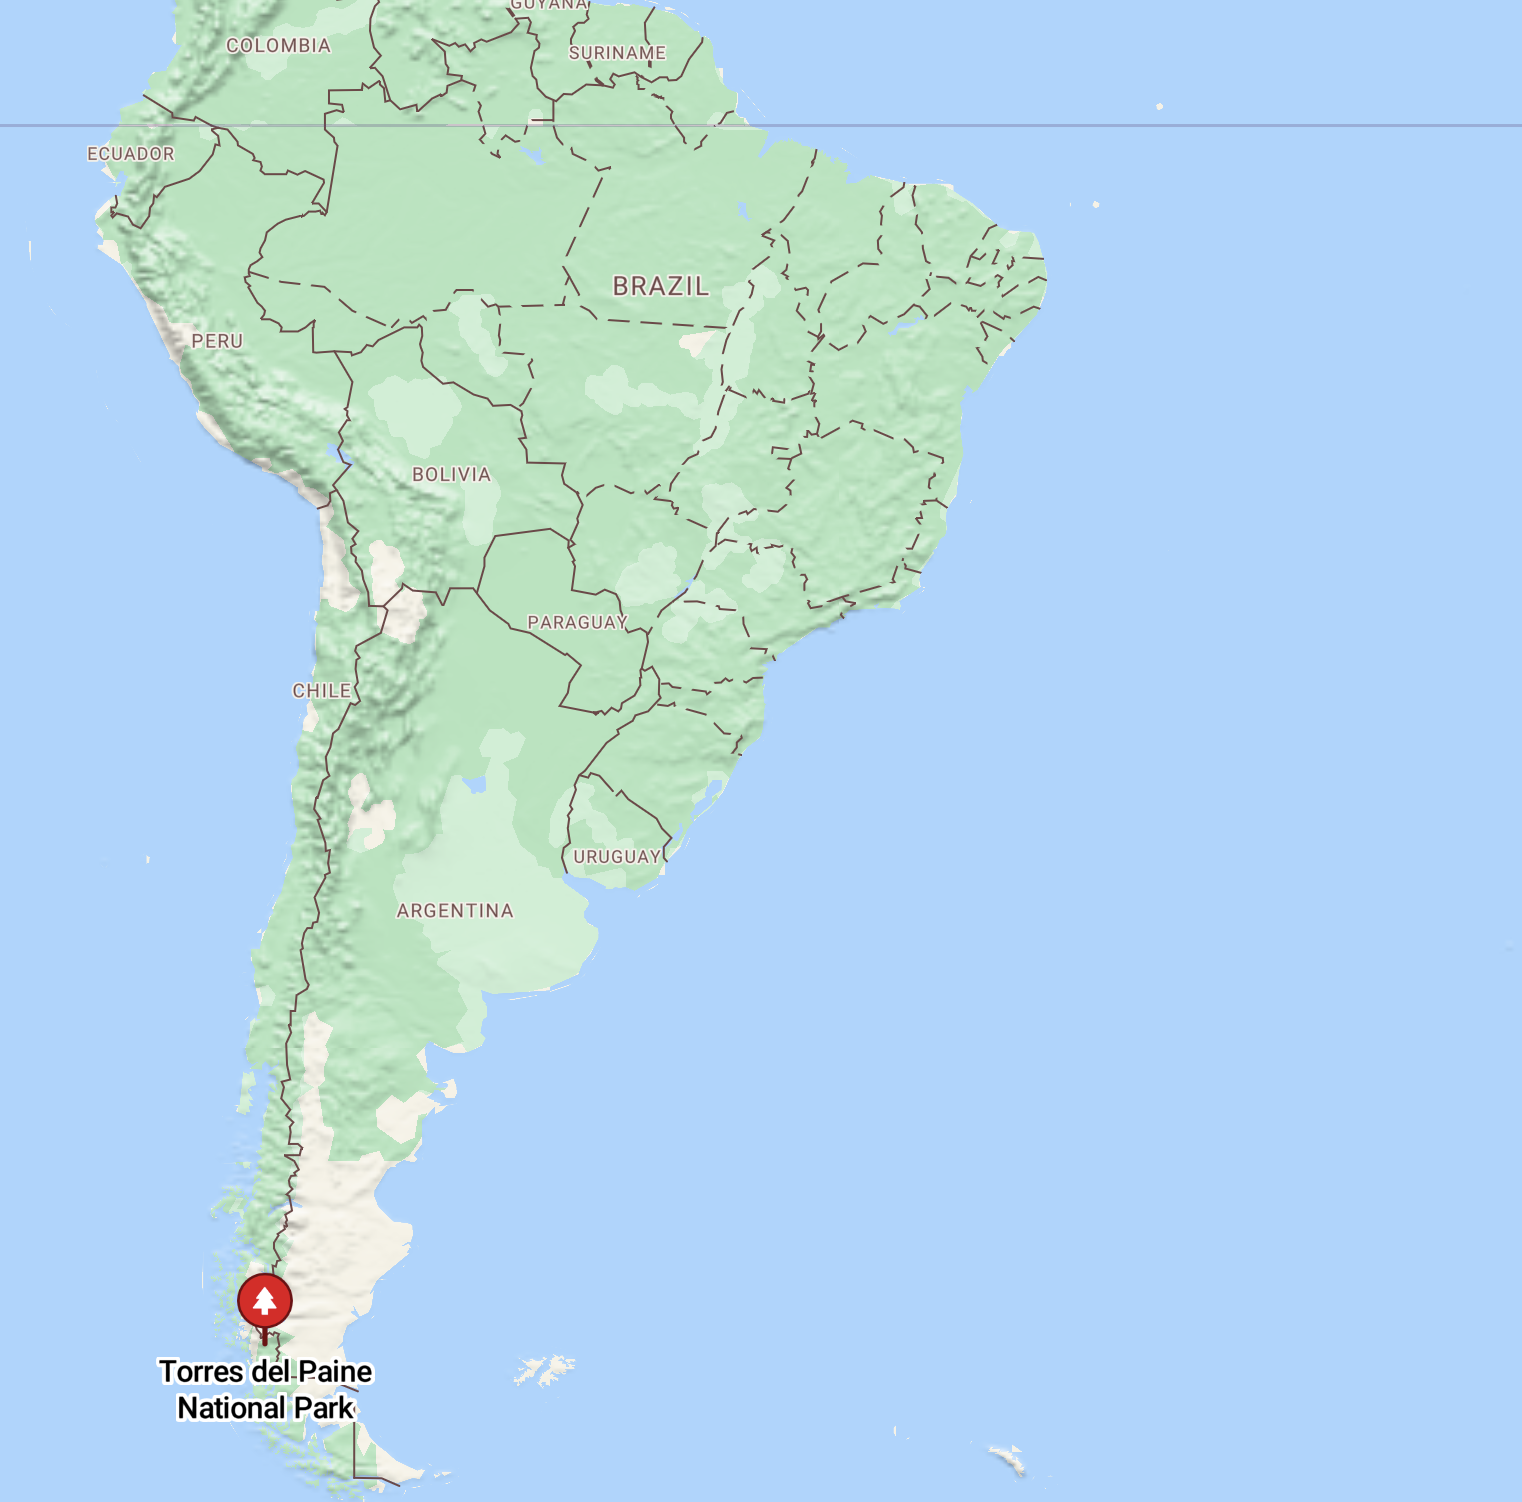 GUYANA
COLOMBIA
SURINAME
ECUADOR
BRAZIL
PERU
BOLIVIA
PARAGUAY
CHILE
URUGUAY
ARGENTINA
Torres del Paine
National Park